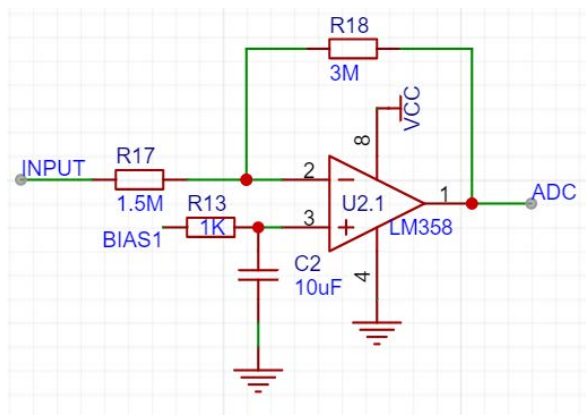 R18
3M
VCC
8
INPUT
R17
2
1
ADC
1.5M
R13
U2.1
1K
3
LM358
BIAS1
C2
10uF
4